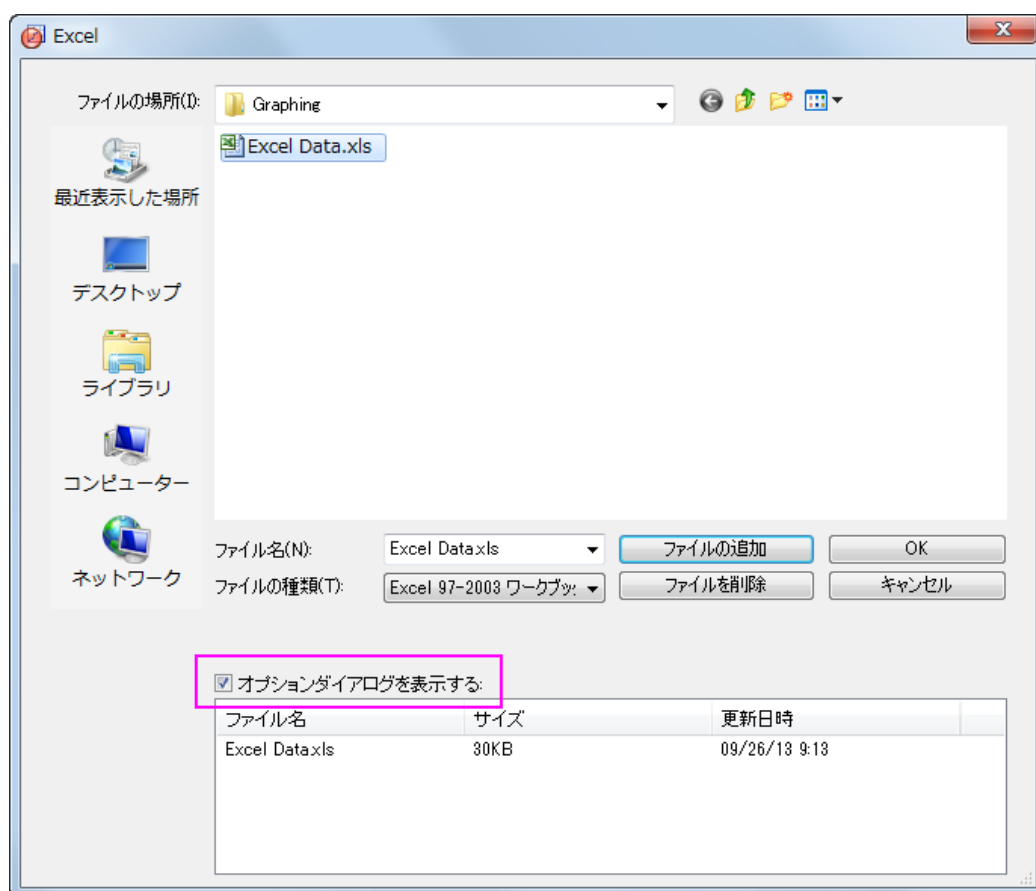 Excel
ファイルの場所(I):
Graphing
Excel Data.xls
最近表示した場所
デスクトップ
ライブラリ
コンピューター
ネットワーク
ファイル名(N):
Excel Data.xls
ファイルの追加
OK
ファイルの種類(T):
Excel 97-2003 ワークブッ
ファイルを削除
キャンセル
オプションダイアログを表示する:
ファイル名 サイズ 更新日時
Excel Data.xls 30KB 09/26/13 9:13